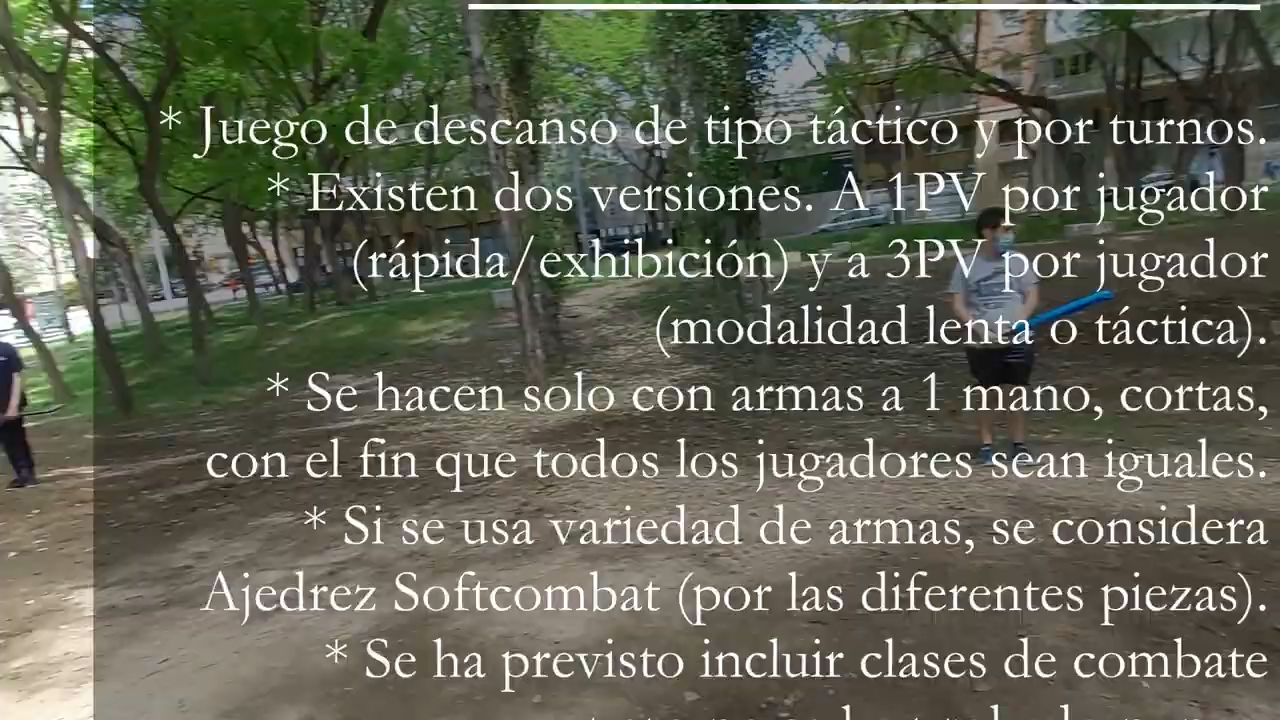 * Juego de descanso de tipo táctico y por turnos.
* Existen dos versiones. A 1PV por jugador
(rápida/exhibición) y a 3PV por jugador
(modalidad lenta o táctica).
* Se hacen solo con armas a 1 mano, cortas,
con el fin que todos los jugadores sean iguales.
* Si se usa variedad de armas, se considera
Ajedrez Softcombat (por las diferentes piezas).
* Se ha previsto incluir clases de combate